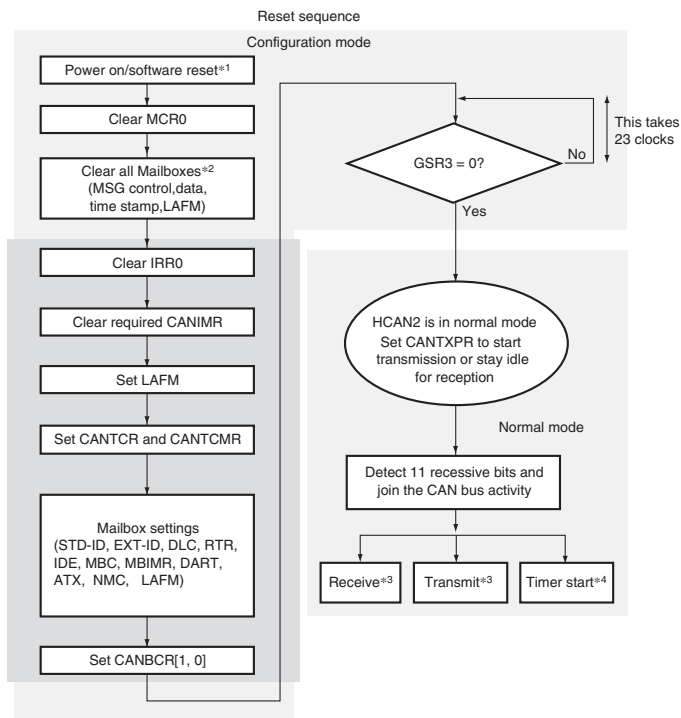 Reset sequence
Configuration mode
Power on/software reset*1
Clear MCR0
Clear all Mailboxes*2
(MSG control,data,
time stamp,LAFM)
Clear IRR0
Clear required CANIMR
Set LAFM
Set CANTCR and CANTCMR
Mailbox settings
(STD-ID, EXT-ID, DLC, RTR,
IDE, MBC, MBIMR, DART,
ATX, NMC, LAFM)
Set CANBCR[1, 0]
GSR3 = 0?
No
This takes
23 clocks
Yes
HCAN2 is in normal mode
Set CANTXPR to start
transmission or stay idle
for reception
Normal mode
Detect 11 recessive bits and
join the CAN bus activity
Receive*3
Transmit*3
Timer start*4